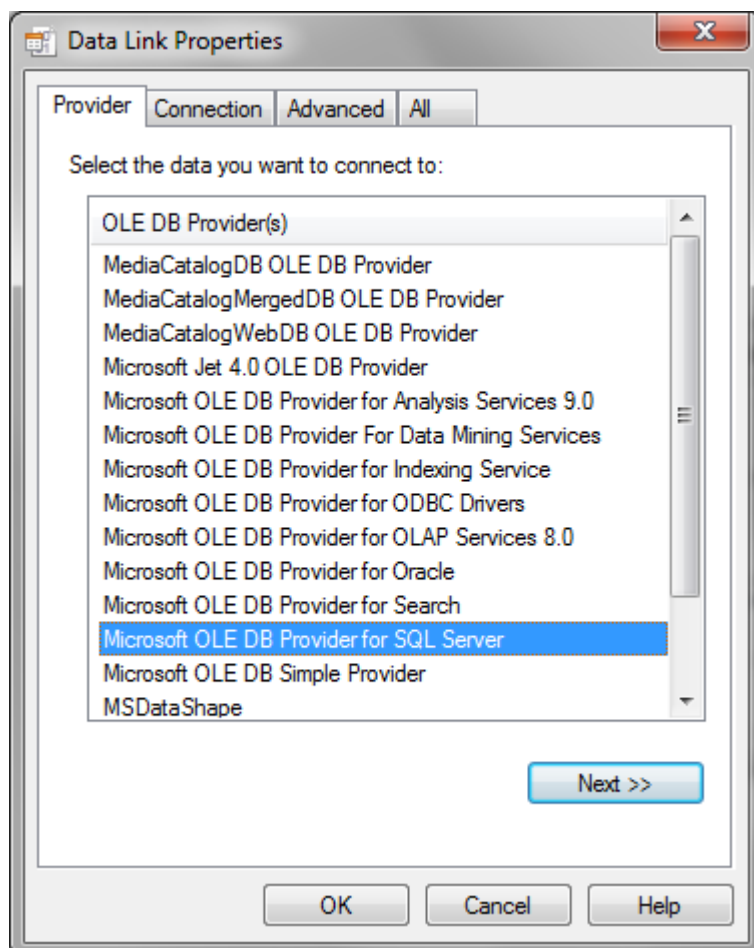 Data Link Properties
Provider
Connection
Advanced
All
Select the data you want to connect to:
OLE DB Provider(s)
MediaCatalogDB OLE DB Provider
MediaCatalogMergedDB OLE DB Provider
MediaCatalogWebDB OLE DB Provider
Microsoft Jet 4.0 OLE DB Provider
Microsoft OLE DB Provider for Analysis Services 9.0
Microsoft OLE DB Provider For Data Mining Services
Microsoft OLE DB Provider for Indexing Service
Microsoft OLE DB Provider for ODBC Drivers
Microsoft OLE DB Provider for OLAP Services 8.0
Microsoft OLE DB Provider for Oracle
Microsoft OLE DB Provider for Search
Microsoft OLE DB Provider for SQL Server
Microsoft OLE DB Simple Provider
MSDataShape
Next >>
OK
Cancel
Help